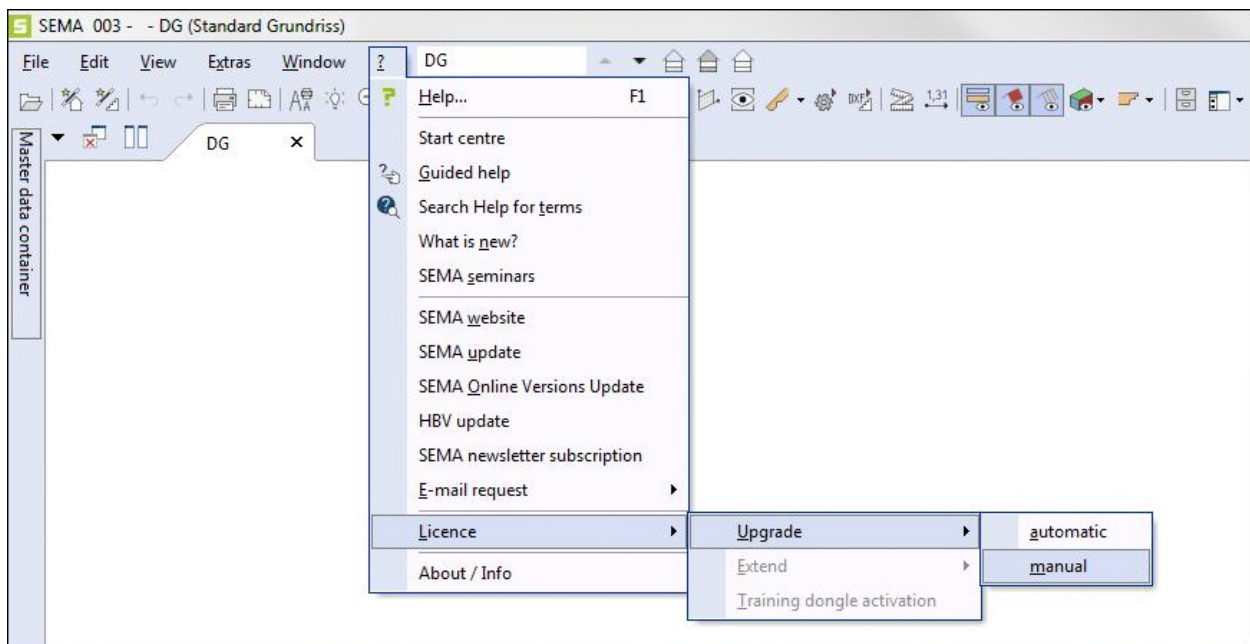 SEMA 003 - - DG (Standard Grundriss)
File Edit View Extras Window ? DG
Help... F1
Start centre
Guided help
Search Help for terms
What is new?
SEMA seminars
SEMA website
SEMA update
SEMA Online Versions Update
HBV update
SEMA newsletter subscription
E-mail request
Licence
About / Info
Upgrade
Extend
Training dongle activation
automatic
manual
DXF 1,31
DG
Master data container